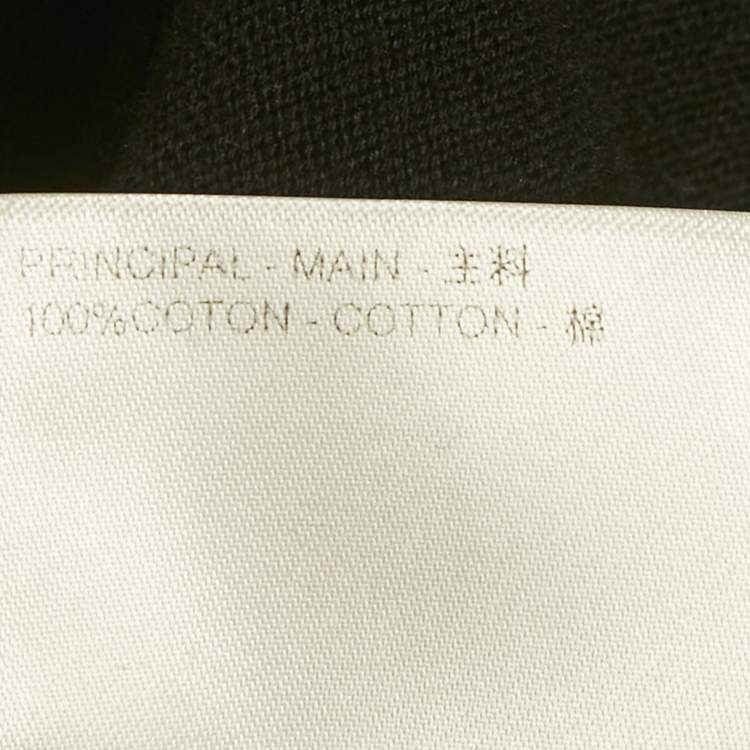 PRINCIPAL - MAIN - 主料
100%COTON - COTTON - 棉